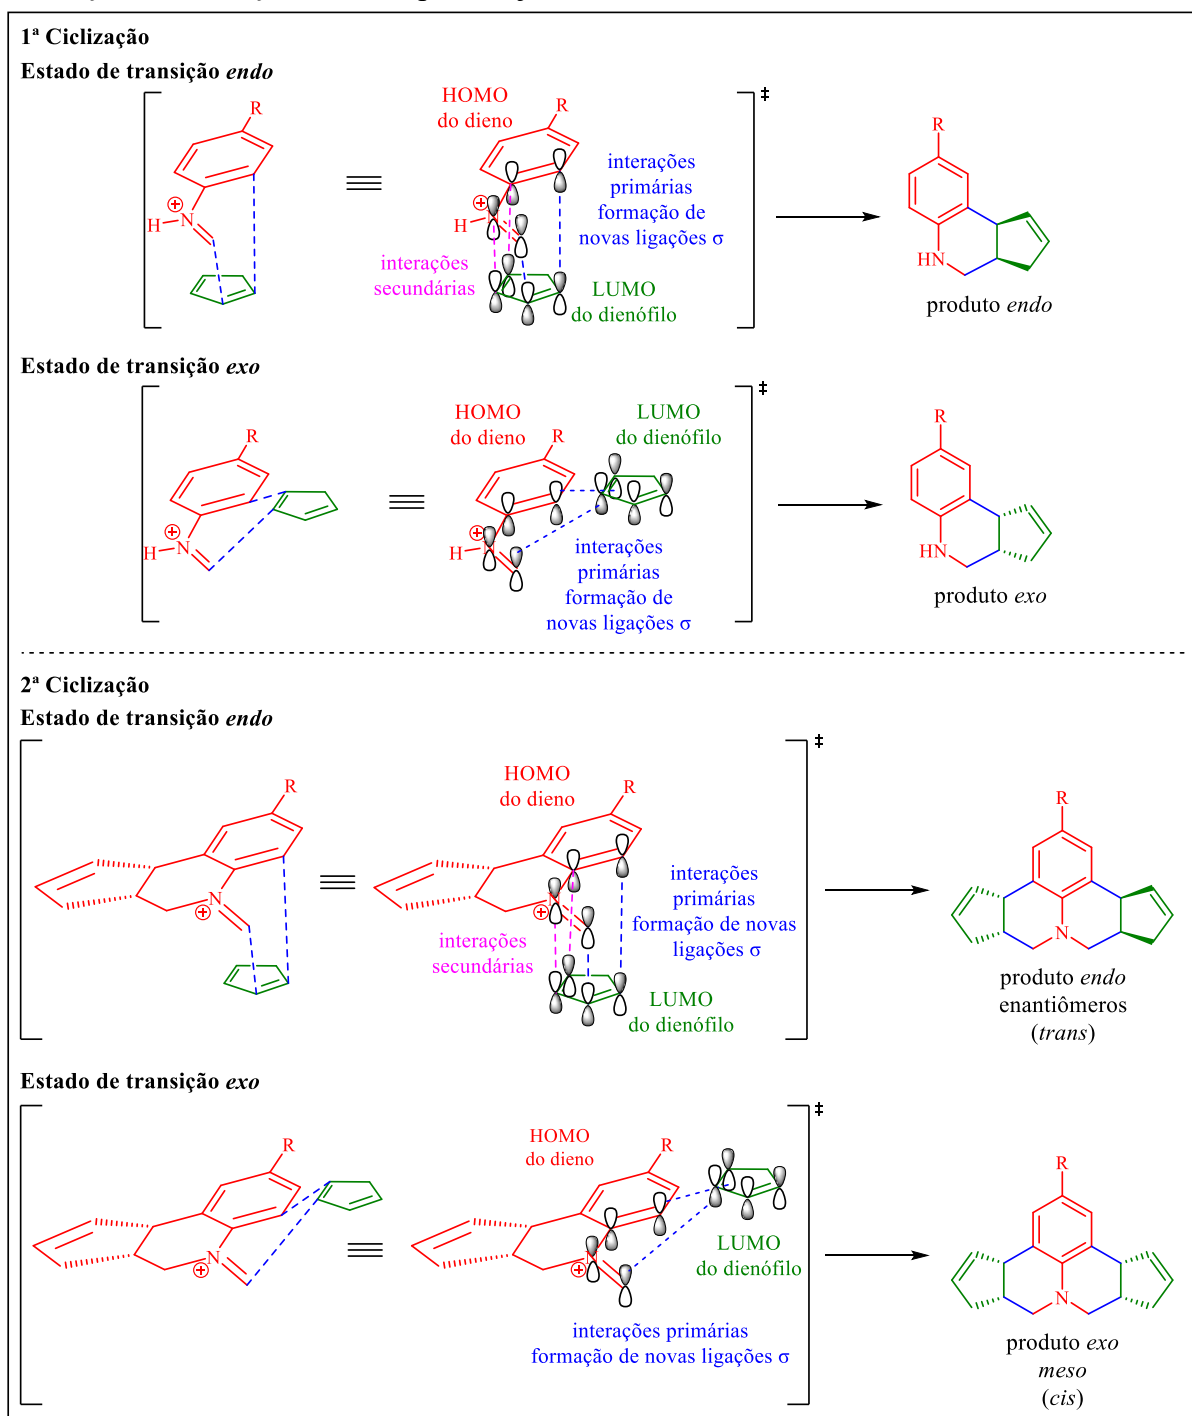 1ª Ciclização
Estado de transição endo
HOMO
do dieno
R
R
R
‡
interações
primárias
formação de
novas ligações σ
H
N
H
N
interações
secundárias
LUMO
do dienófilo
HN
produto endo
Estado de transição exo
HOMO
do dieno
LUMO
do dienófilo
‡
R
R
R
H
N
H
N
interações
primárias
formação de
novas ligações σ
HN
produto exo
2ª Ciclização
Estado de transição endo
‡
HOMO
do dieno
R
R
R
interações
primárias
formação de novas
ligações σ
N
N
N
interações
secundárias
LUMO
do dienófilo
produto endo
enantiômeros
(trans)
Estado de transição exo
‡
HOMO
do dieno
R
R
R
N
N
N
LUMO
do dienófilo
interações primárias
formação de novas ligações σ
produto exo
meso
(cis)